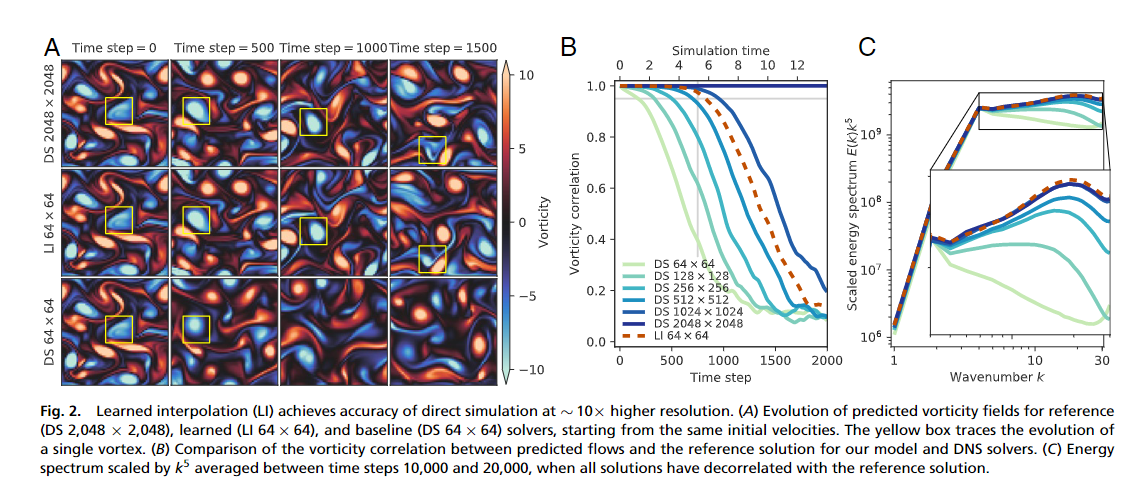 A
Time step = 0
Time step = 500
Time step = 1000
Time step = 1500
DS 2048 × 2048
LI 64 × 64
DS 64 × 64
10
5
0
−5
−10
Vorticity
B
Simulation time
0 2 4 6 8 10 12
1.0
0.8
0.6
0.4
0.2
0.0
Vorticity correlation
DS 64 × 64
DS 128 × 128
DS 256 × 256
DS 512 × 512
DS 1024 × 1024
DS 2048 × 2048
LI 64 × 64
0 500 1000 1500 2000
Time step
C
Scaled energy spectrum E(k)k⁵
10⁹
10⁸
10⁷
10⁶
1 10 30
Wavenumber k
Fig. 2. Learned interpolation (LI) achieves accuracy of direct simulation at ∼ 10× higher resolution. (A) Evolution of predicted vorticity fields for reference
(DS 2,048 × 2,048), learned (LI 64 × 64), and baseline (DS 64 × 64) solvers, starting from the same initial velocities. The yellow box traces the evolution of
a single vortex. (B) Comparison of the vorticity correlation between predicted flows and the reference solution for our model and DNS solvers. (C) Energy
spectrum scaled by k⁵ averaged between time steps 10,000 and 20,000, when all solutions have decorrelated with the reference solution.